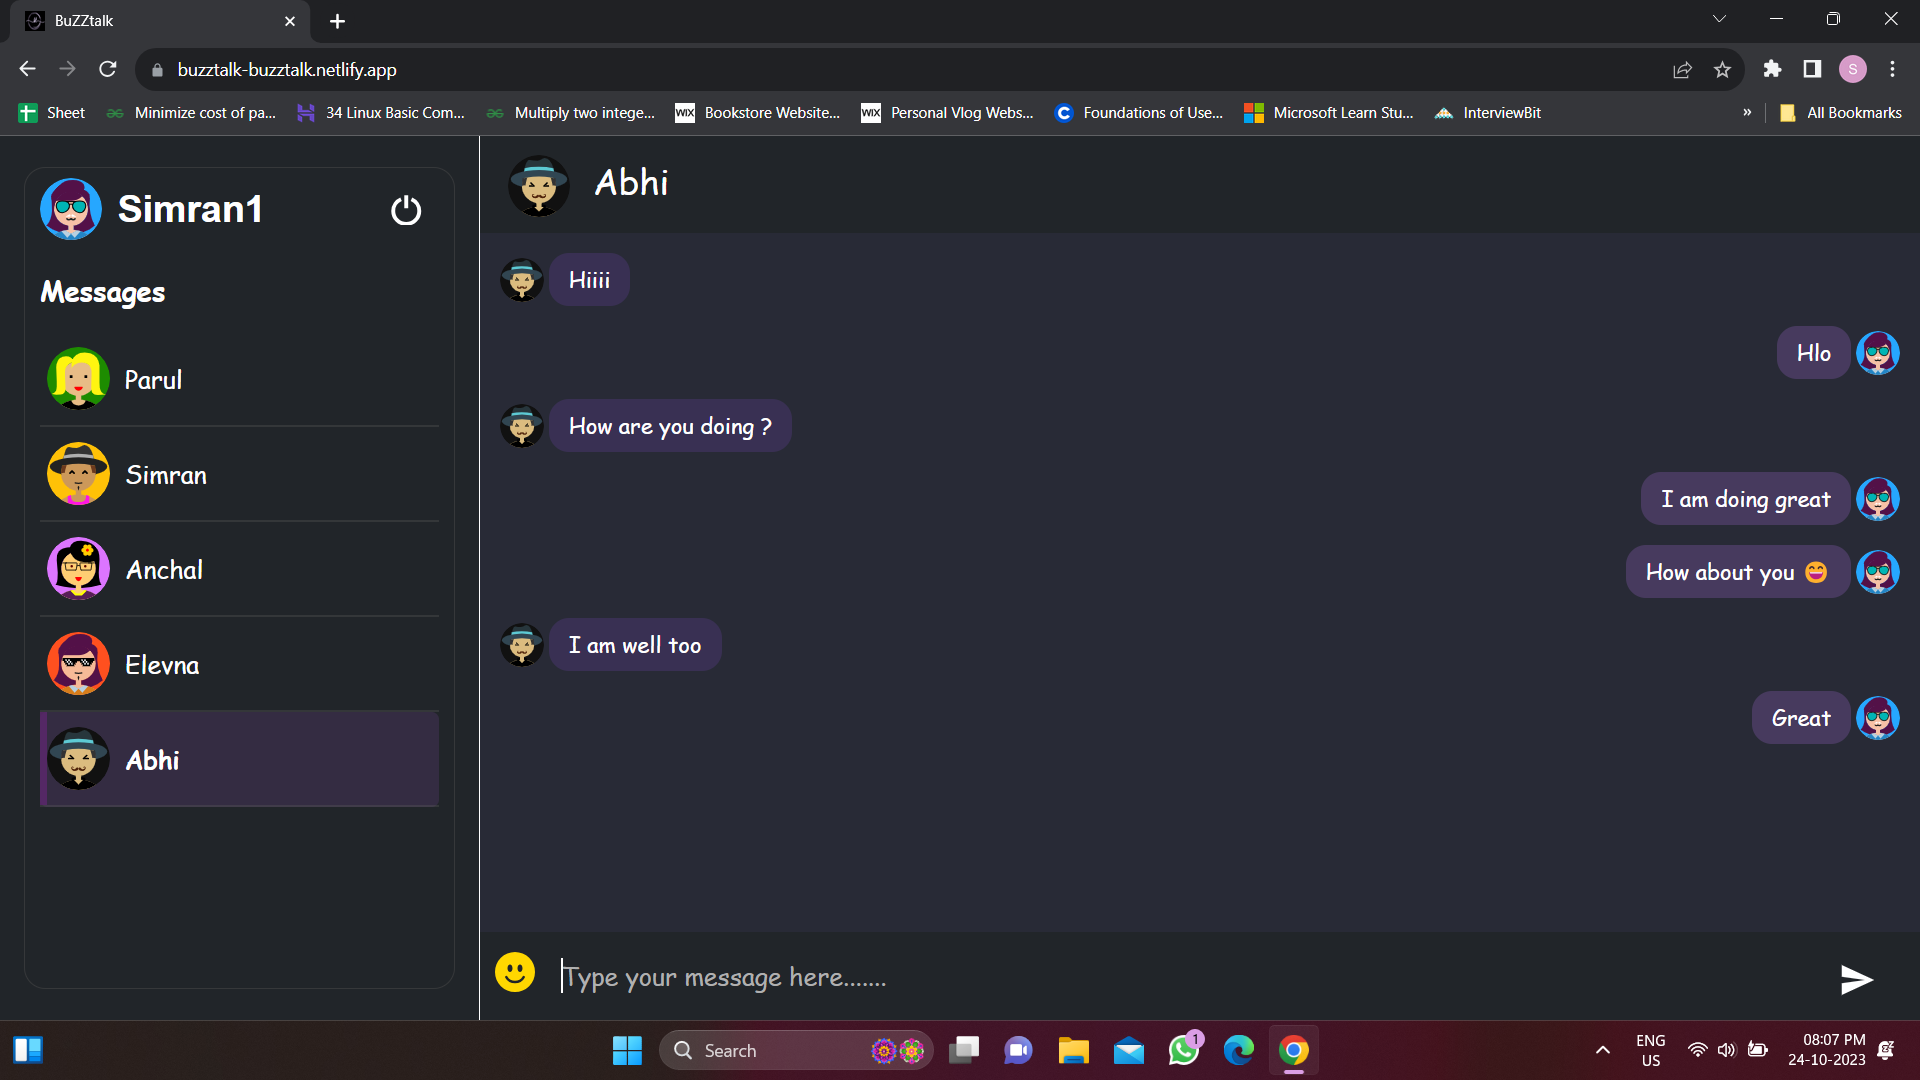 BuZZtalk
buzztalk-buzztalk.netlify.app
S
Sheet
Minimize cost of pa...
34 Linux Basic Com...
Multiply two intege...
WIX
Bookstore Website...
WIX
Personal Vlog Webs...
Foundations of Use...
Microsoft Learn Stu...
InterviewBit
»
All Bookmarks
Simran1
Messages
Parul
Simran
Anchal
Elevna
Abhi
Abhi
Hiiii
Hlo
How are you doing ?
I am doing great
How about you 😄
I am well too
Great
Type your message here.......
Search
1
ENG
US
08:07 PM
24-10-2023